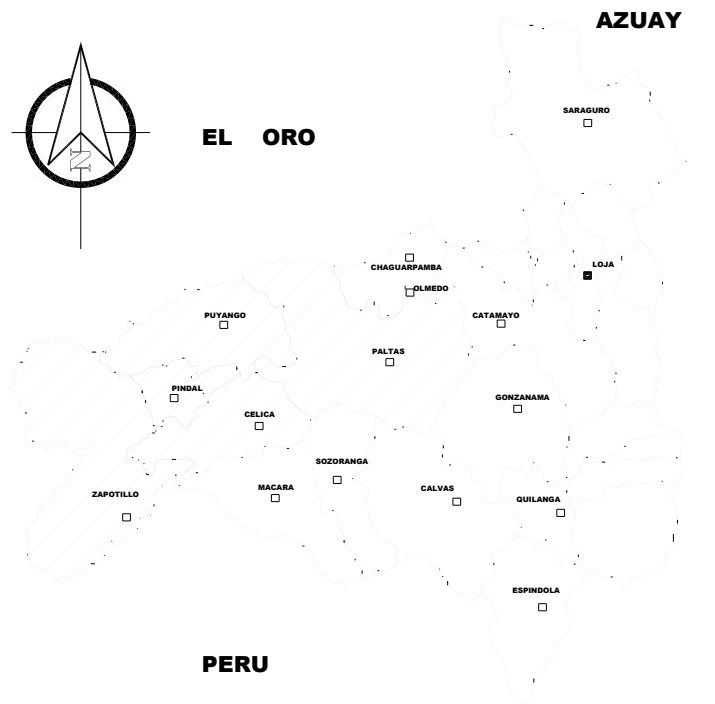 AZUAY
SARAGURO
EL ORO
N
LOJA
CHAGUARPAMBA
OLMEDO
PUYANGO
CATAMAYO
PALTAS
PINDAL
GONZANAMA
CELICA
SOZORANGA
MACARA
CALVAS
ZAPOTILLO
QUILANGA
ESPINDOLA
PERU